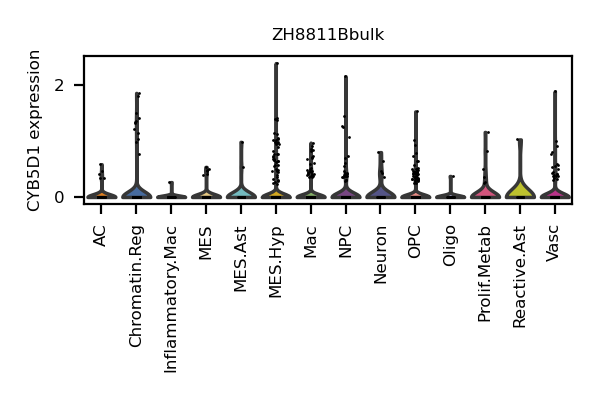 ZH8811Bbulk
CYB5D1 expression
2
0
AC
Chromatin.Reg
Inflammatory.Mac
MES
MES.Ast
MES.Hyp
Mac
NPC
Neuron
OPC
Oligo
Prolif.Metab
Reactive.Ast
Vasc